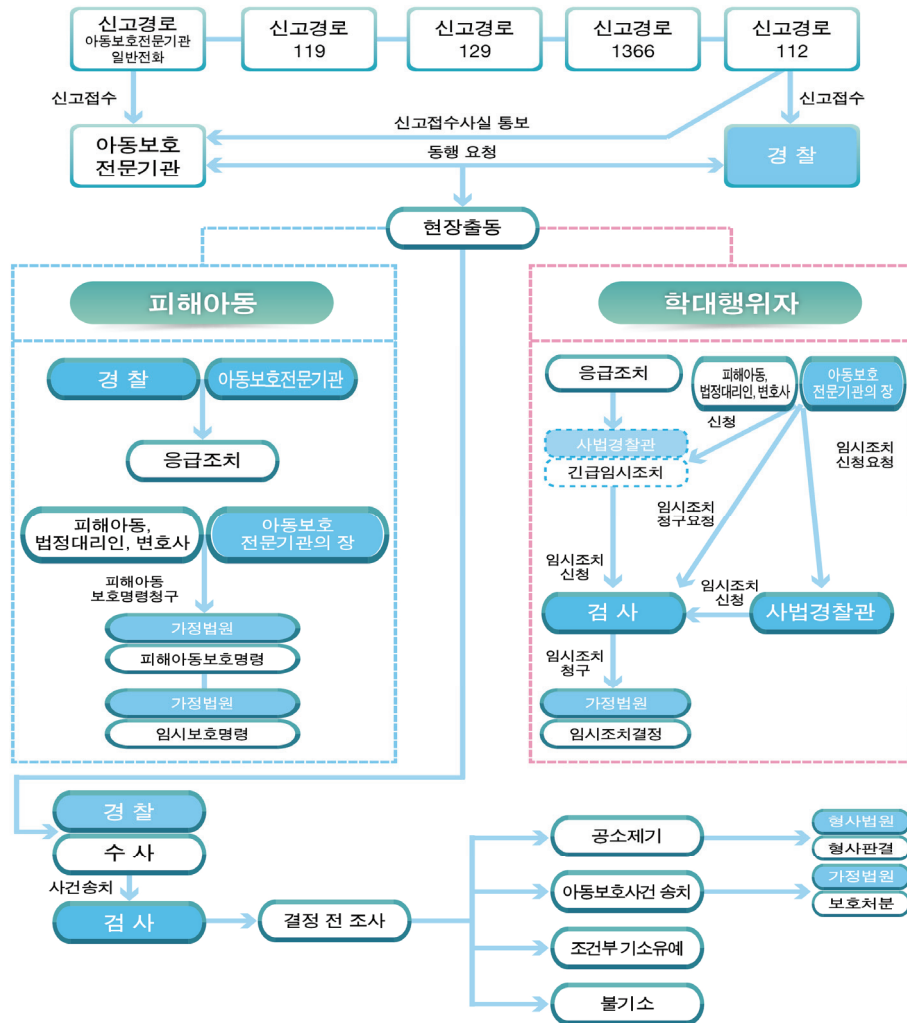 신고경로
아동보호전문기관
일반전화
신고경로
119
신고경로
129
신고경로
1366
신고경로
112
신고접수
신고접수
신고접수사실 통보
아동보호
전문기관
동행 요청
경 찰
현장출동
피해아동
경 찰
아동보호전문기관
응급조치
피해아동,
법정대리인, 변호사
아동보호
전문기관의 장
피해아동
보호명령청구
가정법원
피해아동보호명령
가정법원
임시보호명령
학대행위자
응급조치
피해아동,
법정대리인, 변호사
아동보호
전문기관의 장
신청
사법경찰관
긴급임시조치
임시조치
신청요청
임시조치
정구요정
임시조치
신청
임시조치
신청
검 사
사법경찰관
임시조치
청구
가정법원
임시조치결정
경 찰
수 사
사건송치
검 사
결정 전 조사
공소제기
형사법원
형사판결
아동보호사건 송치
가정법원
보호처분
조건부 기소유예
불기소